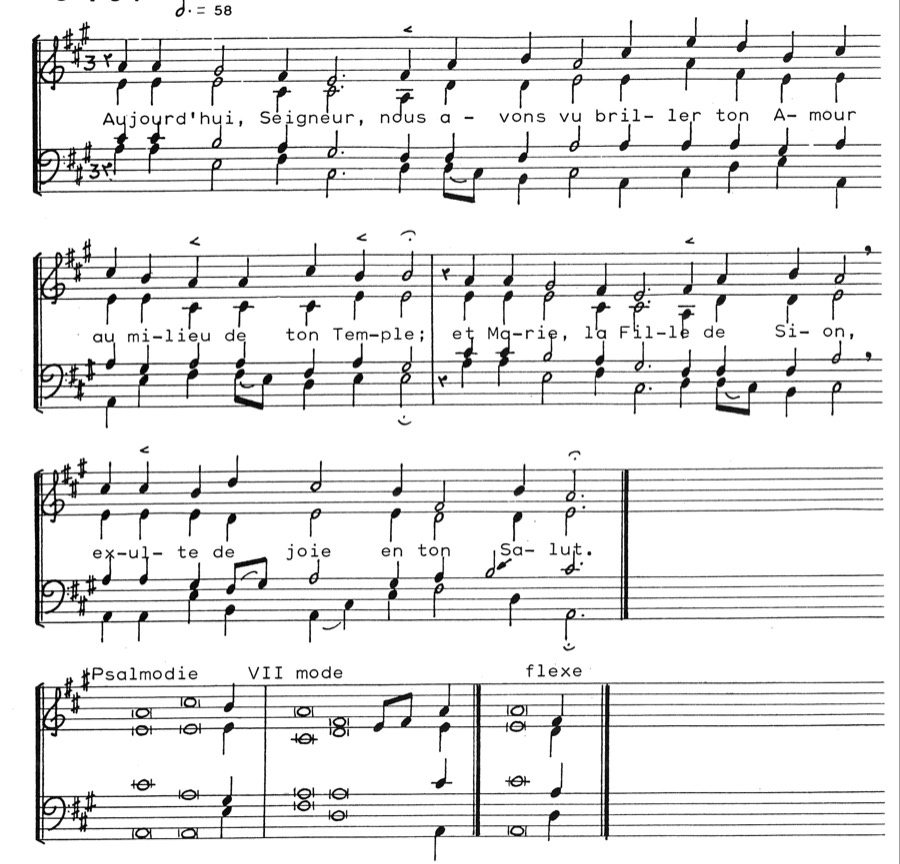 𝅗𝅥. = 58
Aujourd'hui, Seigneur, nous a - vons vu bril- ler ton A- mour
au mi-lieu de ton Tem-ple; et Ma-rie, la Fil-le de Si- on,
ex-ul- te de joie en ton Sa- lut.
Psalmodie VII mode flexe